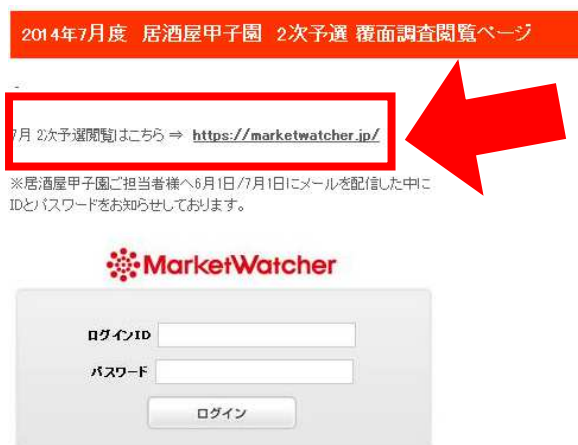 2014年7月度 居酒屋甲子園 2次予選 覆面調査閲覧ページ
7月 2次予選閲覧はこちら ⇒ https://marketwatcher.jp/
※居酒屋甲子園ご担当者様へ6月1日/7月1日にメールを配信した中に
IDとパスワードをお知らせしております。
MarketWatcher
ログインID
パスワード
ログイン